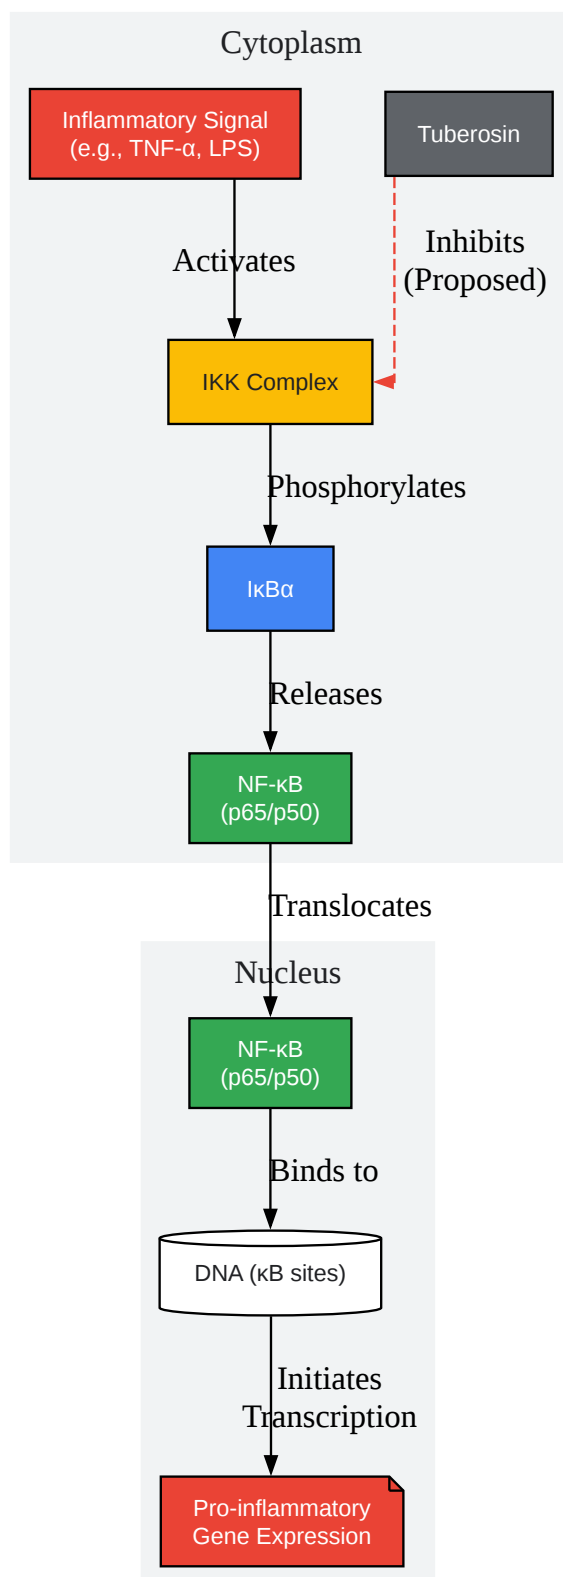 Cytoplasm
Inflammatory Signal
(e.g., TNF-α, LPS)
Tuberosin
Activates
Inhibits
(Proposed)
IKK Complex
Phosphorylates
IκBα
Releases
NF-κB
(p65/p50)
Translocates
Nucleus
NF-κB
(p65/p50)
Binds to
DNA (κB sites)
Initiates
Transcription
Pro-inflammatory
Gene Expression